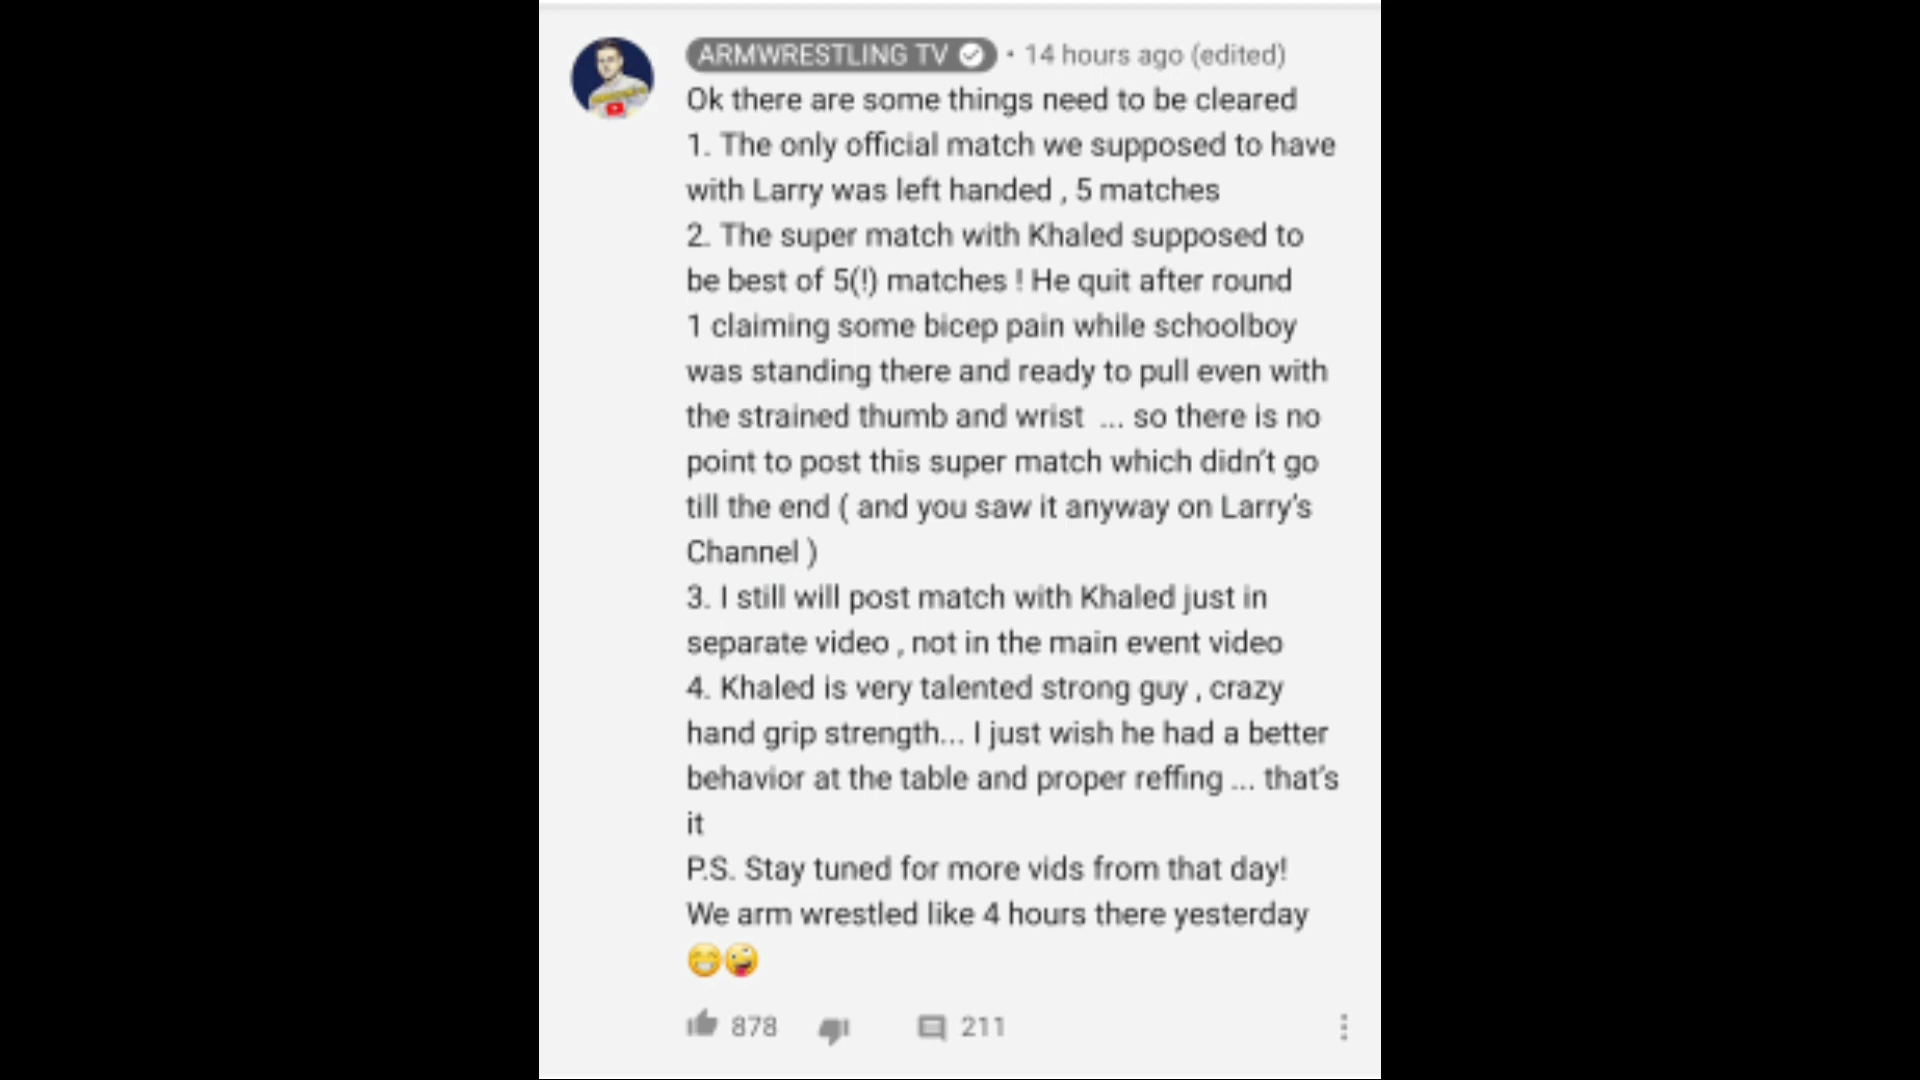 ARMWRESTLING TV • 14 hours ago (edited)
Ok there are some things need to be cleared
1. The only official match we supposed to have
with Larry was left handed , 5 matches
2. The super match with Khaled supposed to
be best of 5(!) matches ! He quit after round
1 claiming some bicep pain while schoolboy
was standing there and ready to pull even with
the strained thumb and wrist ... so there is no
point to post this super match which didn't go
till the end ( and you saw it anyway on Larry's
Channel )
3. I still will post match with Khaled just in
separate video , not in the main event video
4. Khaled is very talented strong guy , crazy
hand grip strength... I just wish he had a better
behavior at the table and proper reffing ... that's
it
P.S. Stay tuned for more vids from that day!
We arm wrestled like 4 hours there yesterday
😁🤪
878 211